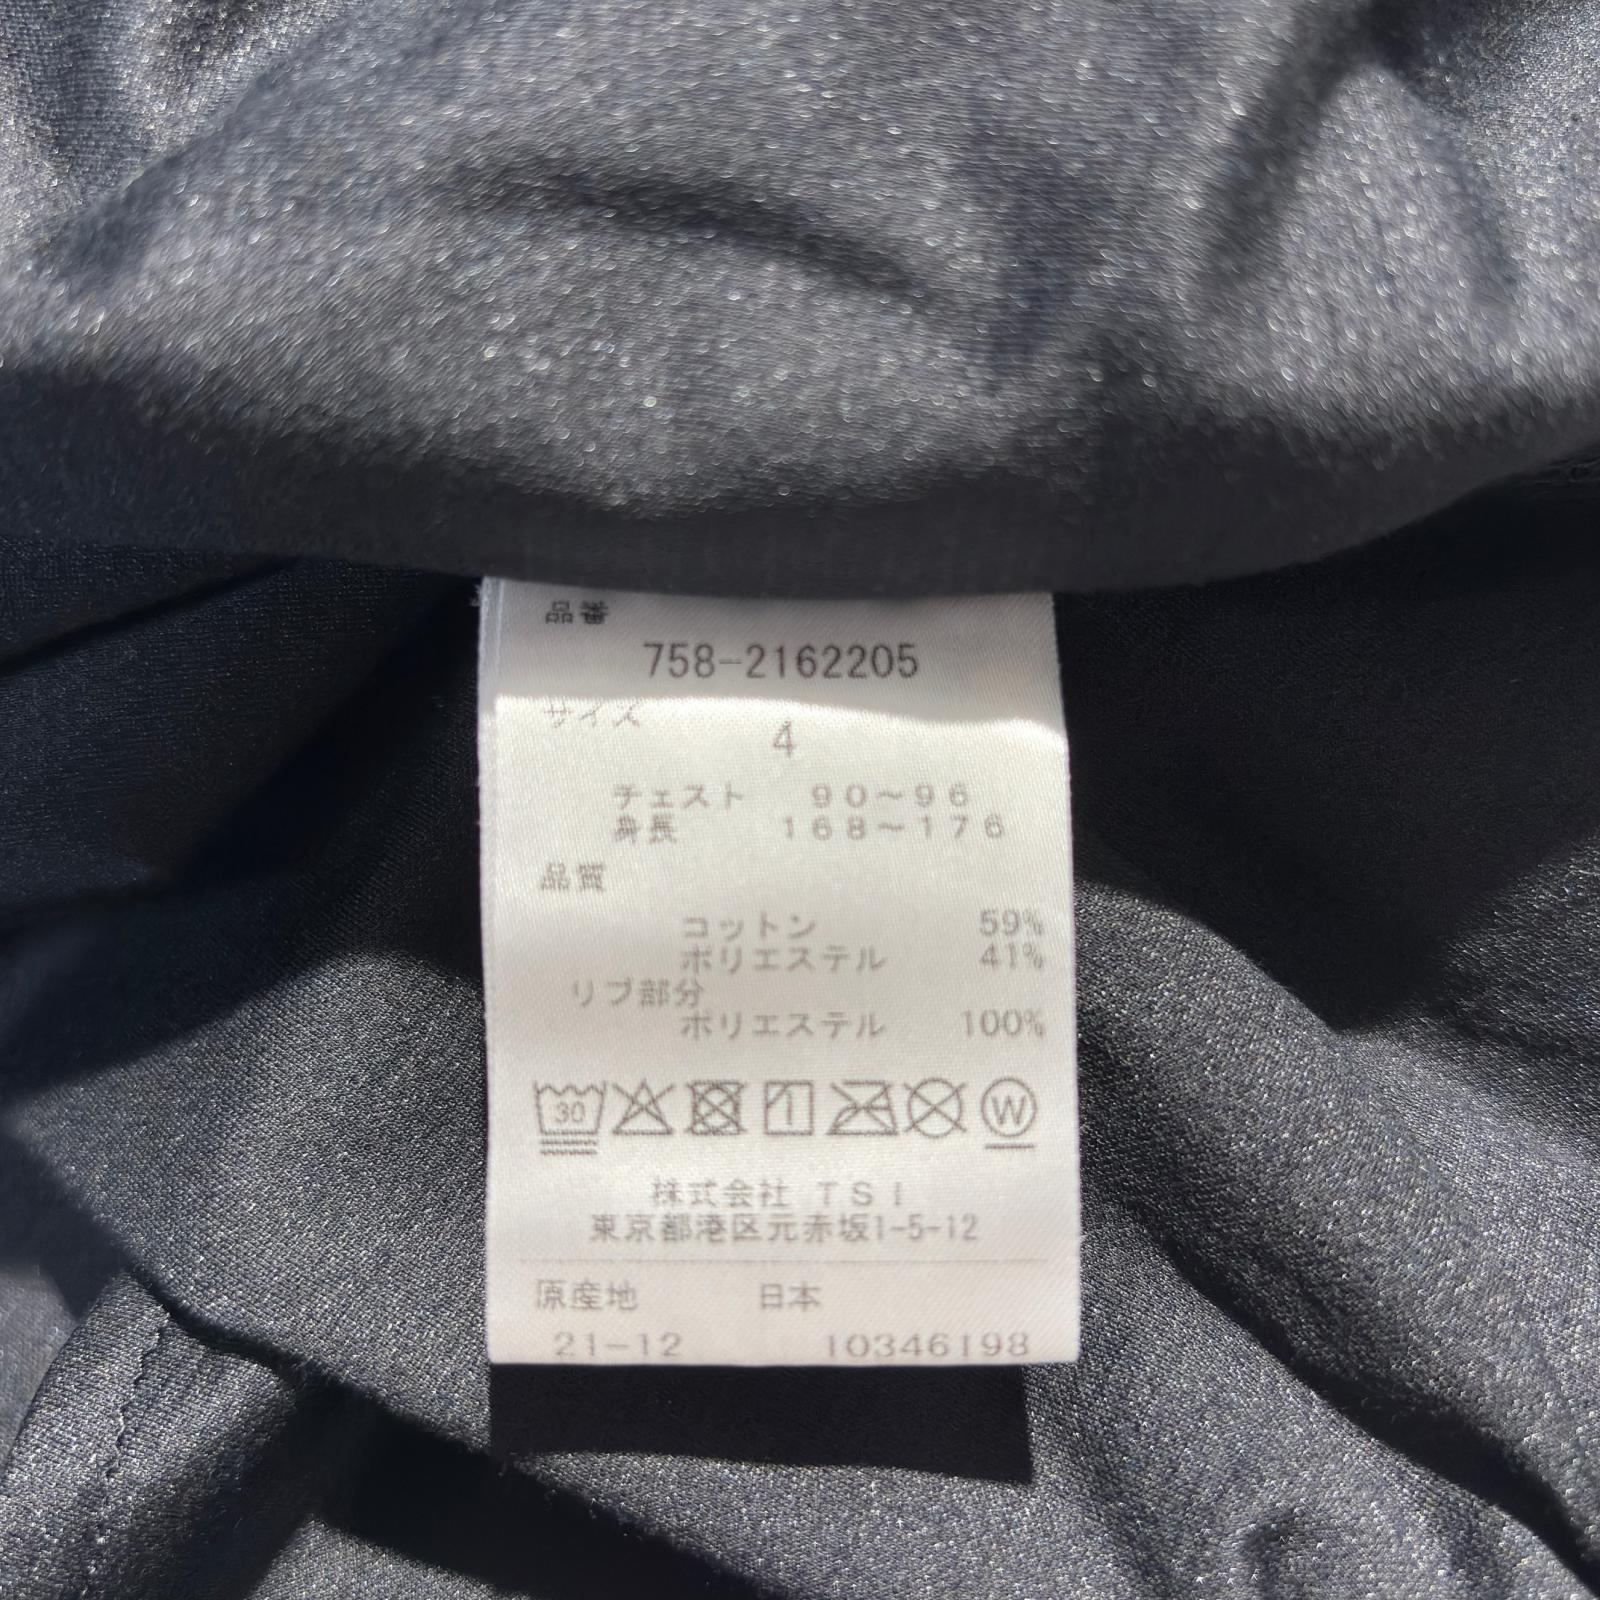 品番
758-2162205
サイズ
4
チェスト 90~96
身長 168~176
品質
コットン 59%
ポリエステル 41%
リブ部分
ポリエステル 100%
30 W
株式会社 TSI
東京都港区元赤坂1-5-12
原産地 日本
21-12 10346198